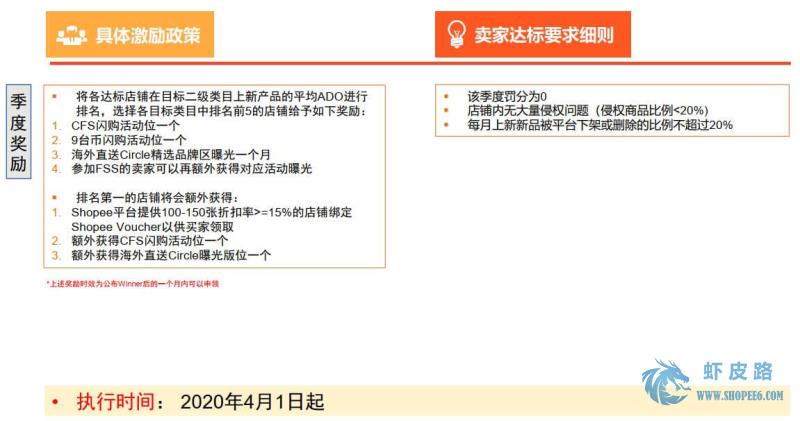 具体激励政策
卖家达标要求细则
季度奖励
• 将各达标店铺在目标二级类目上新产品的平均ADO进行
排名，选择各目标类目中排名前5的店铺给予如下奖励：
1. CFS闪购活动位一个
2. 9台币闪购活动位一个
3. 海外直送Circle精选品牌区曝光一个月
4. 参加FSS的卖家可以再额外获得对应活动曝光
• 排名第一的店铺将会额外获得：
1. Shopee平台提供100-150张折扣率>=15%的店铺绑定
Shopee Voucher以供买家领取
2. 额外获得CFS闪购活动位一个
3. 额外获得海外直送Circle曝光版位一个
*上述奖励时效为公布Winner后的一个月内可以申领
• 该季度罚分为0
• 店铺内无大量侵权问题（侵权商品比例<20%）
• 每月上新新品被平台下架或删除的比例不超过20%
• 执行时间： 2020年4月1日起
虾皮路
WWW.SHOPEE6.COM